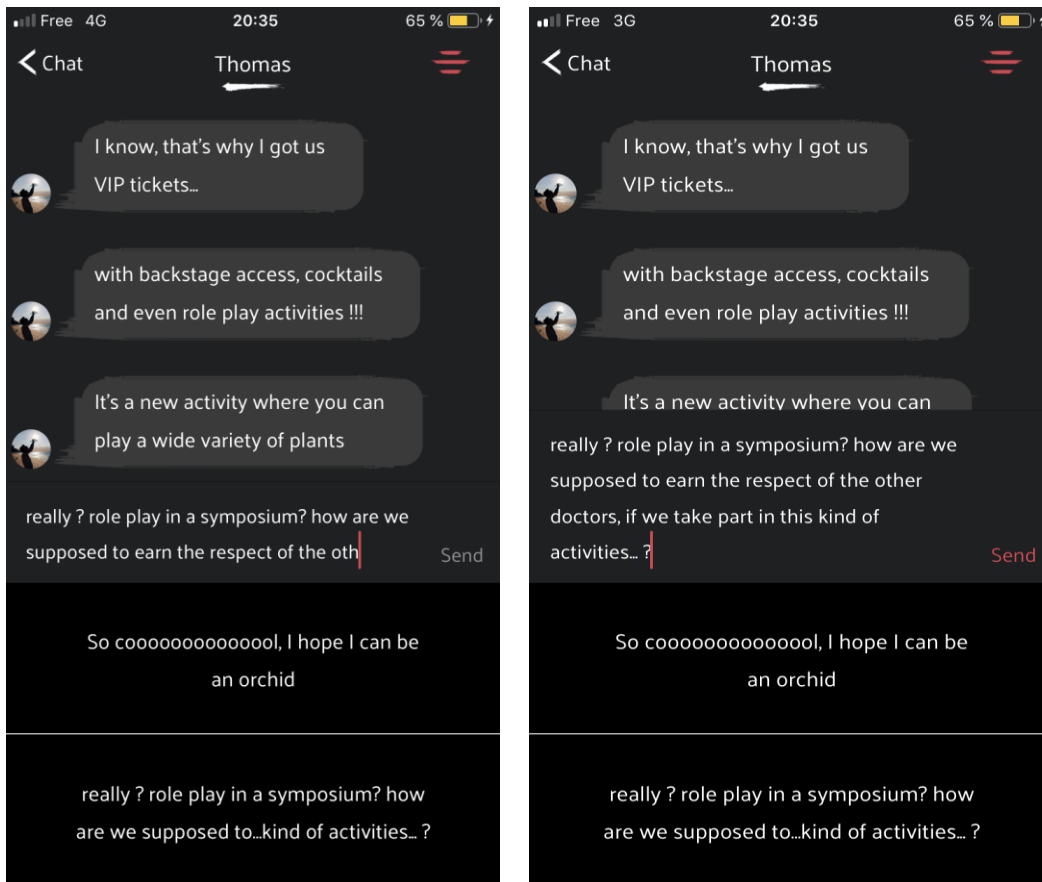 Free 4G 20:35 65 %
Chat Thomas
I know, that's why I got us
VIP tickets...
with backstage access, cocktails
and even role play activities !!!
It's a new activity where you can
play a wide variety of plants
really ? role play in a symposium? how are we
supposed to earn the respect of the oth
Send
So cooooooooooooool, I hope I can be
an orchid
really ? role play in a symposium? how
are we supposed to...kind of activities... ?
Free 3G 20:35 65 %
Chat Thomas
I know, that's why I got us
VIP tickets...
with backstage access, cocktails
and even role play activities !!!
It's a new activity where you can
really ? role play in a symposium? how are we
supposed to earn the respect of the other
doctors, if we take part in this kind of
activities... ?
Send
So cooooooooooooool, I hope I can be
an orchid
really ? role play in a symposium? how
are we supposed to...kind of activities... ?